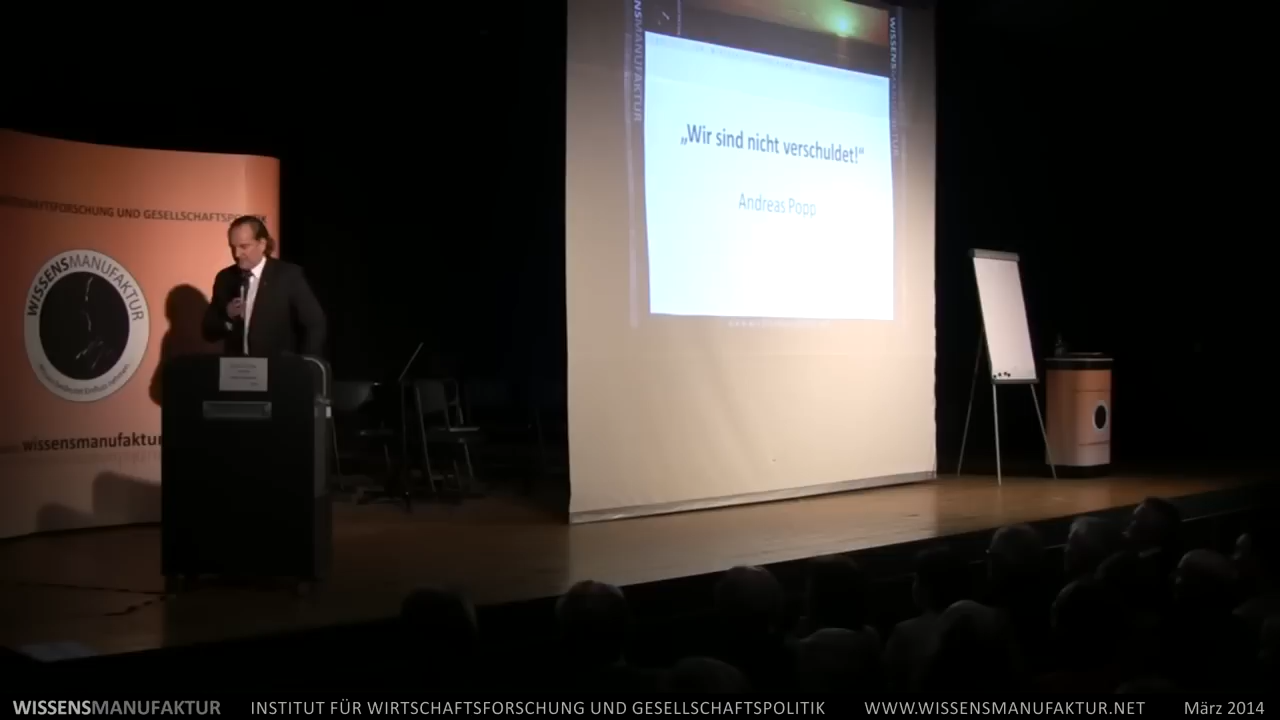 WISSENSMANUFAKTUR
„Wir sind nicht verschuldet!“
Andreas Popp
WIRTSCHAFTSFORSCHUNG UND GESELLSCHAFTSPOLITIK
WISSENSMANUFAKTUR
wissensmanufaktur
WISSENSMANUFAKTUR INSTITUT FÜR WIRTSCHAFTSFORSCHUNG UND GESELLSCHAFTSPOLITIK WWW.WISSENSMANUFAKTUR.NET März 2014